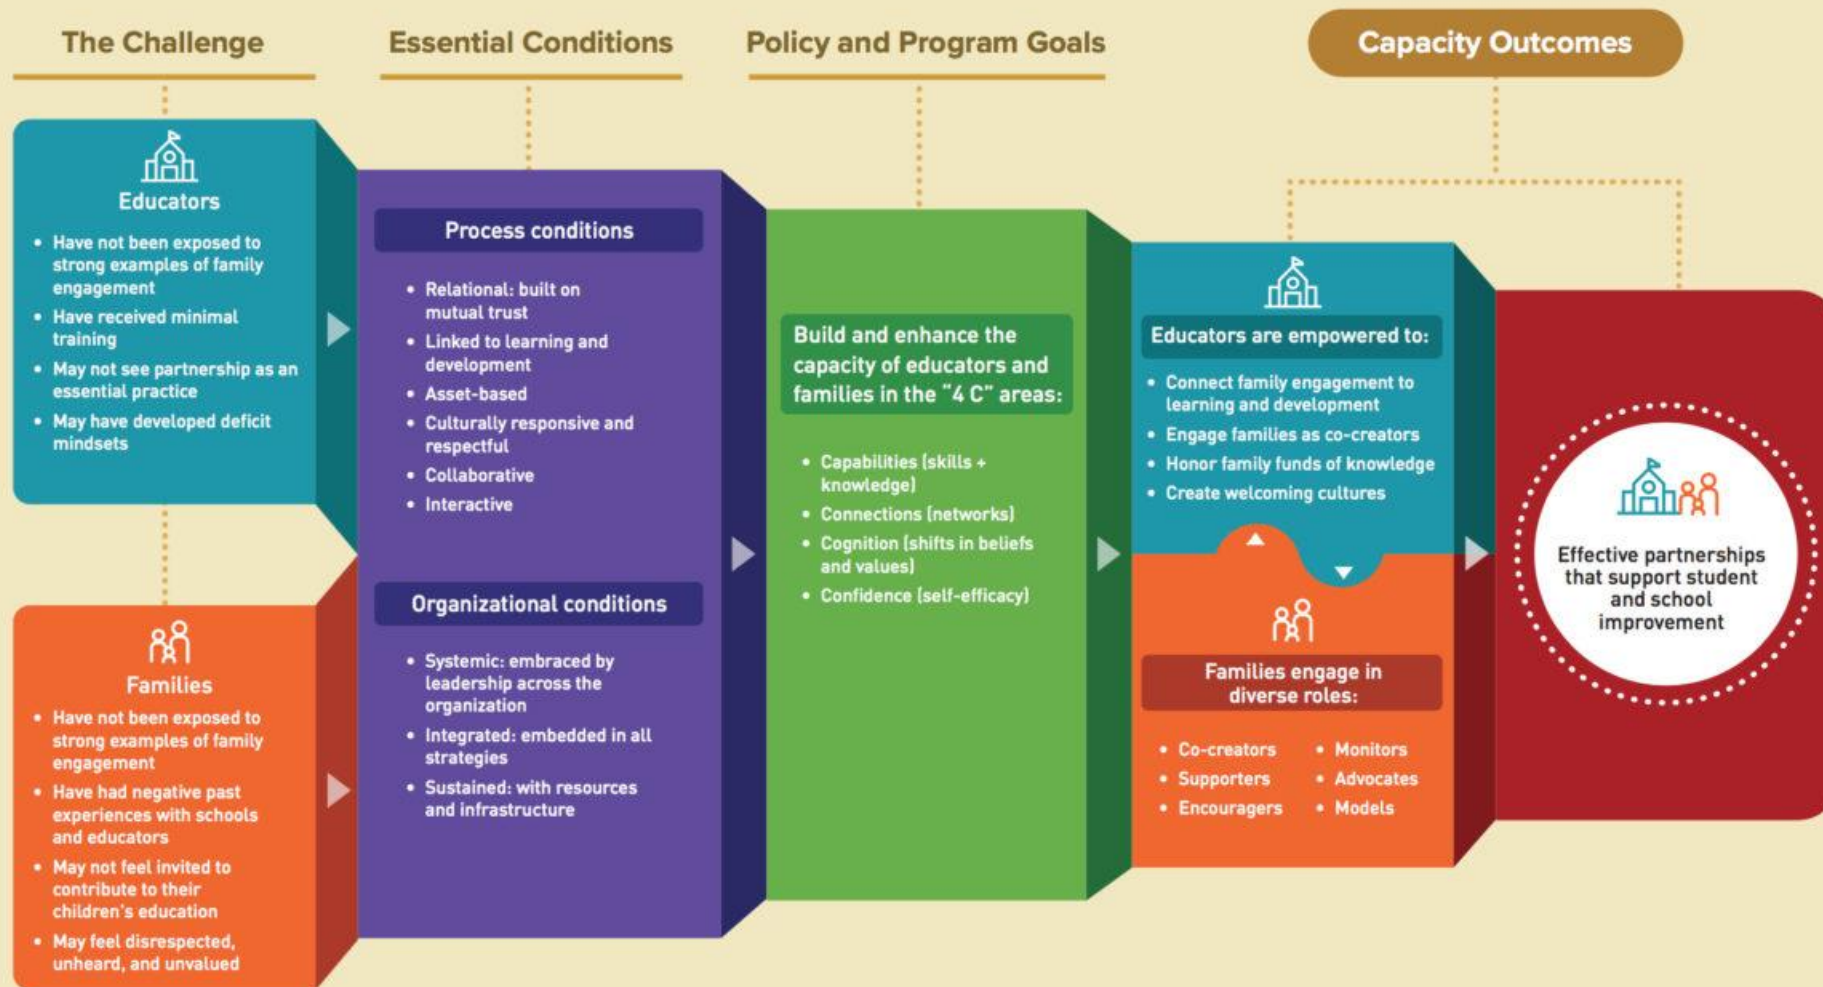 The Challenge
Educators
• Have not been exposed to
strong examples of family
engagement
• Have received minimal
training
• May not see partnership as an
essential practice
• May have developed deficit
mindsets
Families
• Have not been exposed to
strong examples of family
engagement
• Have had negative past
experiences with schools
and educators
• May not feel invited to
contribute to their
children's education
• May feel disrespected,
unheard, and unvalued
Essential Conditions
Process conditions
• Relational: built on
mutual trust
• Linked to learning and
development
• Asset-based
• Culturally responsive and
respectful
• Collaborative
• Interactive
Organizational conditions
• Systemic: embraced by
leadership across the
organization
• Integrated: embedded in all
strategies
• Sustained: with resources
and infrastructure
Policy and Program Goals
Build and enhance the
capacity of educators and
families in the "4 C" areas:
• Capabilities (skills +
knowledge)
• Connections (networks)
• Cognition (shifts in beliefs
and values)
• Confidence (self-efficacy)
Capacity Outcomes
Educators are empowered to:
• Connect family engagement to
learning and development
• Engage families as co-creators
• Honor family funds of knowledge
• Create welcoming cultures
Families engage in
diverse roles:
• Co-creators
• Supporters
• Encouragers
• Monitors
• Advocates
• Models
Effective partnerships
that support student
and school
improvement